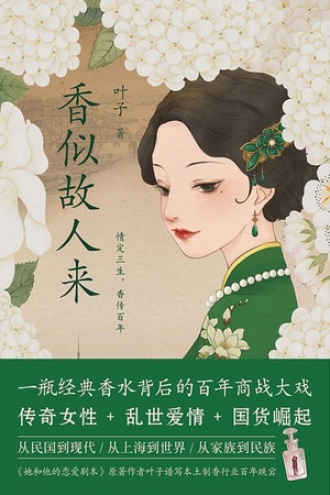 香似故人来
叶子 著
情定三生，香传百年
一瓶经典香水背后的百年商战大戏
传奇女性 + 乱世爱情 + 国货崛起
从民国到现代 / 从上海到世界 / 从家族到民族
《她和他的恋爱剧本》原著作者叶子谱写本土制香行业百年跌宕